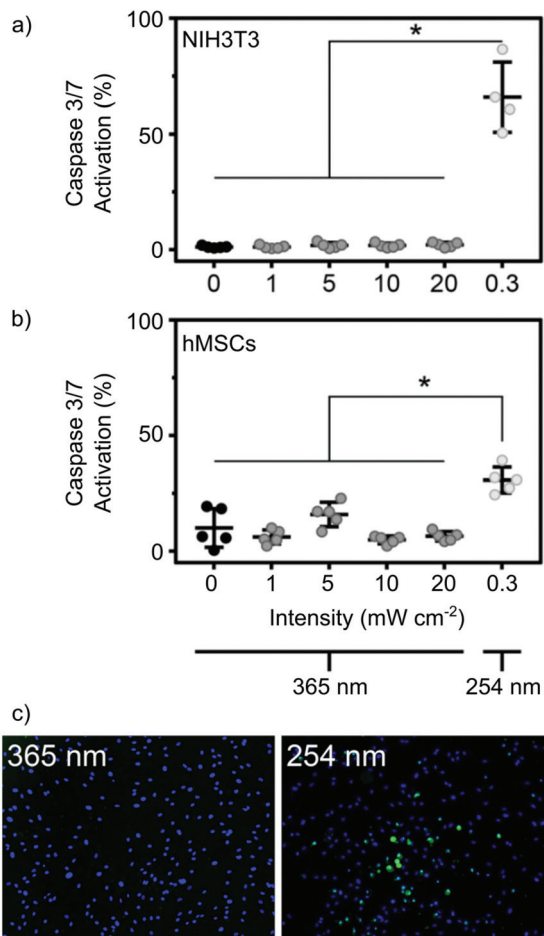 a)
NIH3T3
*
Caspase 3/7
Activation (%)
100
50
0
0 1 5 10 20 0.3
b)
hMSCs
*
Caspase 3/7
Activation (%)
100
50
0
0 1 5 10 20 0.3
Intensity (mW cm-2)
365 nm 254 nm
c)
365 nm 254 nm